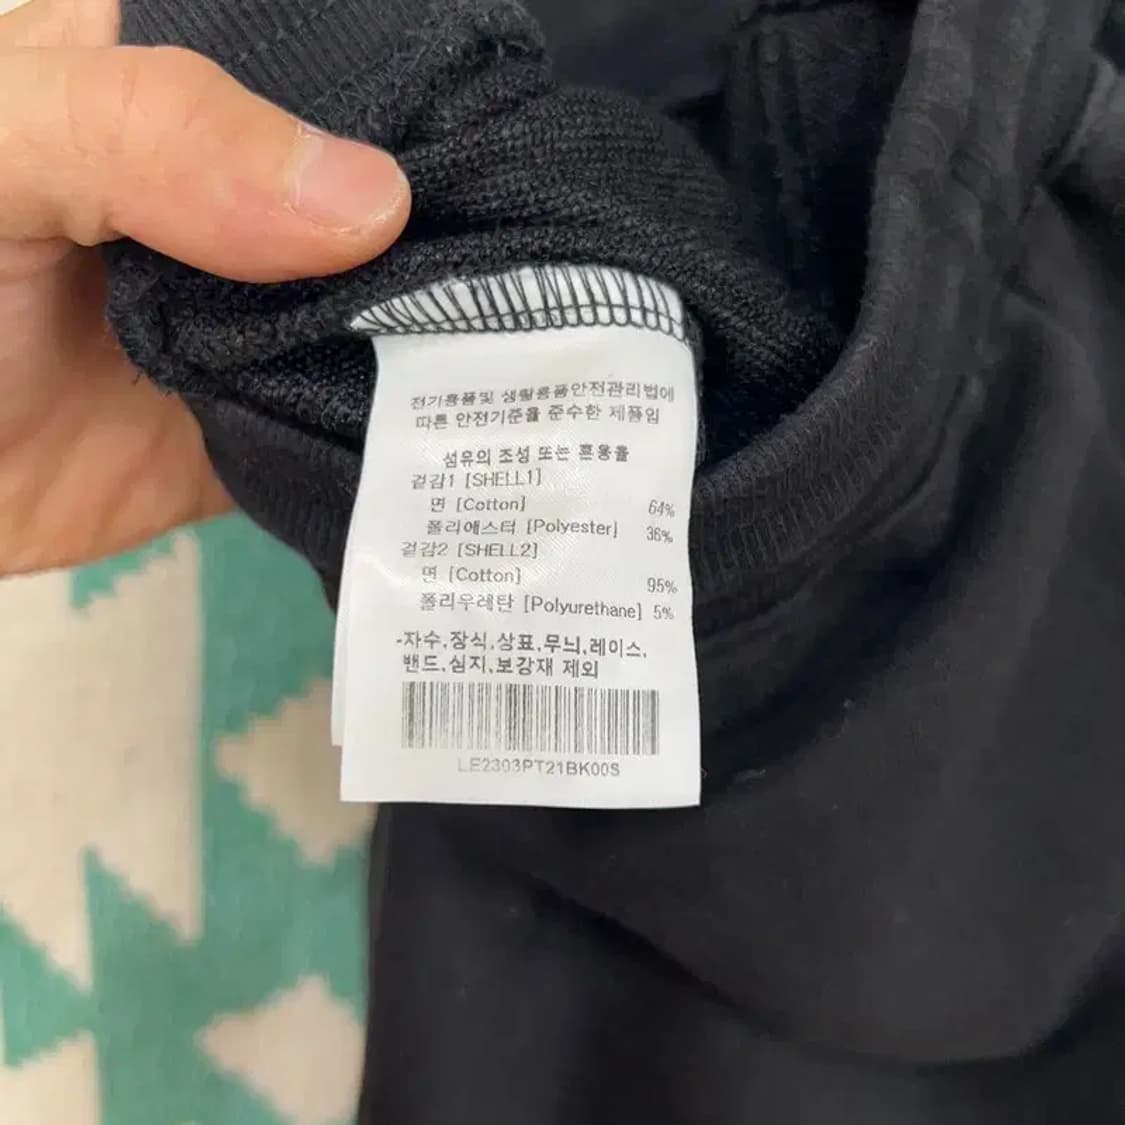 전기용품및 생활용품안전관리법에
따른 안전기준을 준수한 제품임
섬유의 조성 또는 혼용율
겉감1 [SHELL1]
면 [Cotton] 64%
폴리에스터 [Polyester] 36%
겉감2 [SHELL2]
면 [Cotton] 95%
폴리우레탄 [Polyurethane] 5%
-자수,장식,상표,무늬,레이스,
밴드,심지,보강재 제외
LE2303PT21BK00S